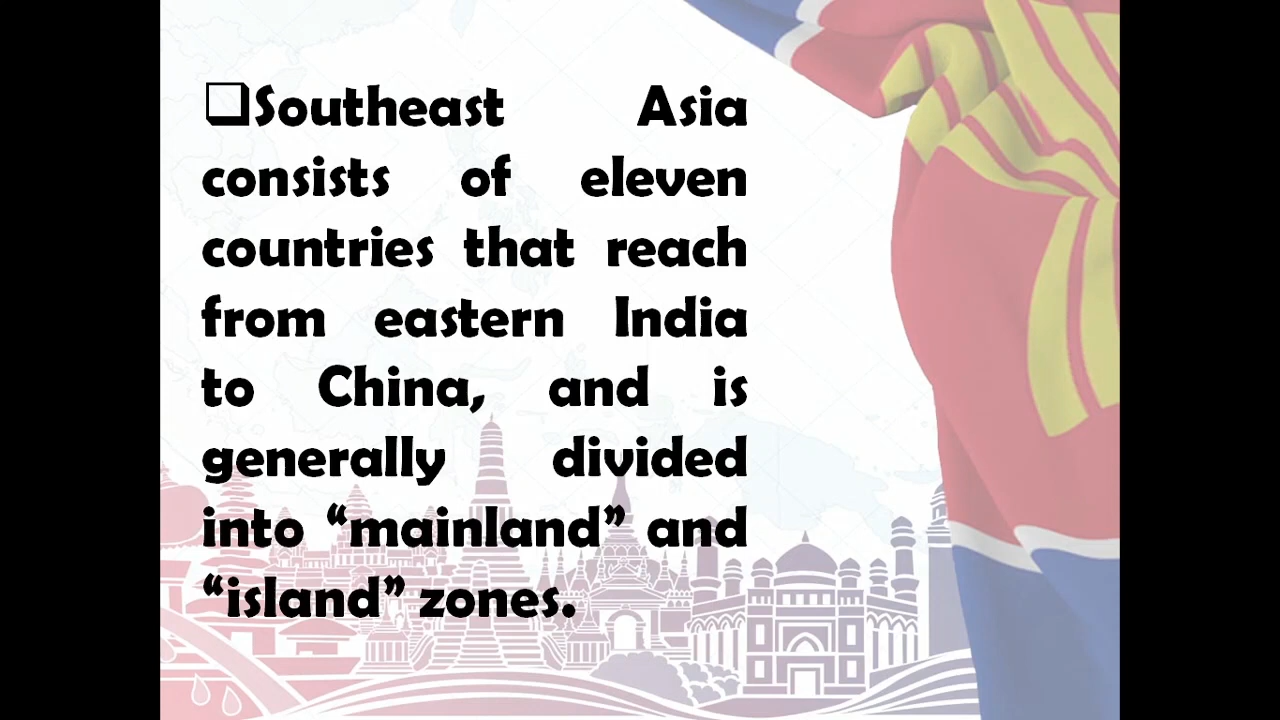 ❑Southeast Asia
consists of eleven
countries that reach
from eastern India
to China, and is
generally divided
into “mainland” and
“island” zones.